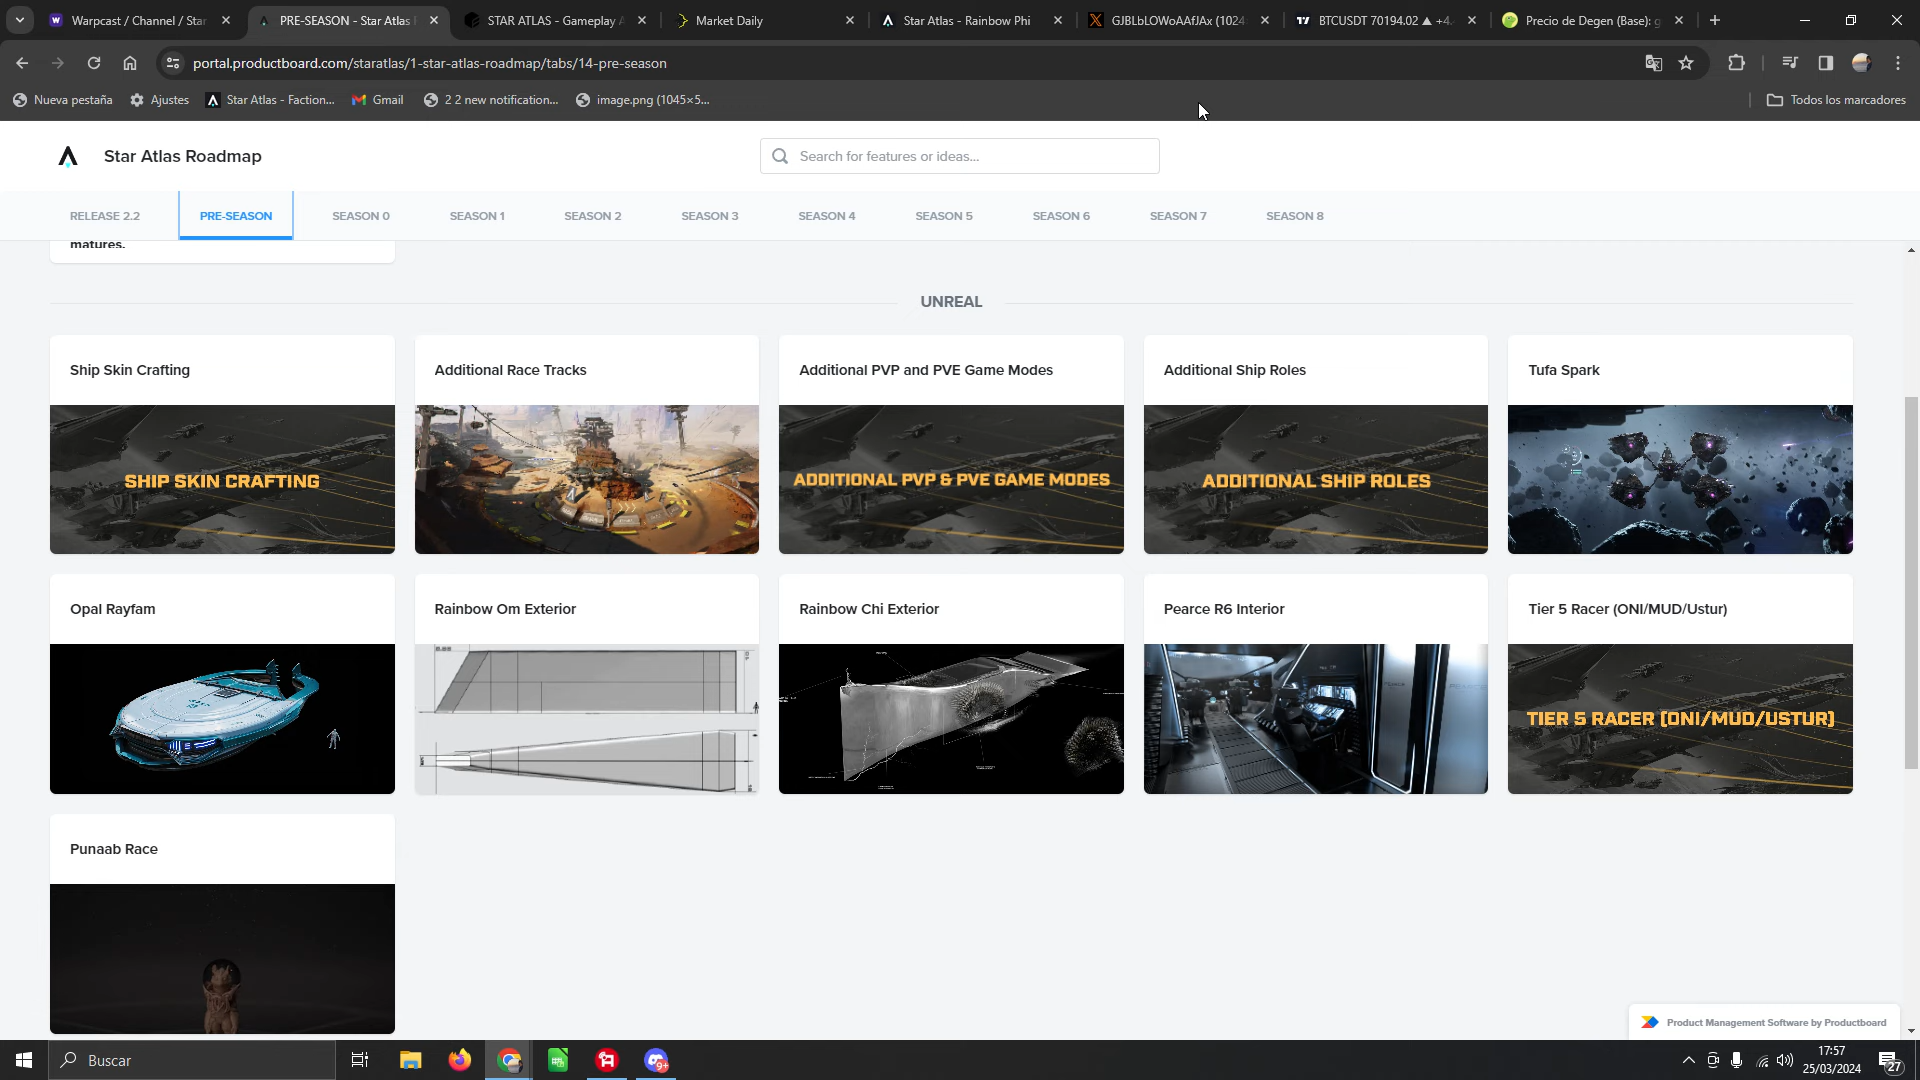 Warpcast / Channel / Star
PRE-SEASON - Star Atlas
STAR ATLAS - Gameplay
Market Daily
Star Atlas - Rainbow Phi
GJBLbLOWoAAfJAx (1024
BTCUSDT 70194.02 ▲ +4.
Precio de Degen (Base):
portal.productboard.com/staratlas/1-star-atlas-roadmap/tabs/14-pre-season
Nueva pestaña
Ajustes
Star Atlas - Faction...
Gmail
2 2 new notification...
image.png (1045×5...
Todos los marcadores
Star Atlas Roadmap
Search for features or ideas...
RELEASE 2.2
PRE-SEASON
SEASON 0
SEASON 1
SEASON 2
SEASON 3
SEASON 4
SEASON 5
SEASON 6
SEASON 7
SEASON 8
matures.
UNREAL
Ship Skin Crafting
Additional Race Tracks
Additional PVP and PVE Game Modes
Additional Ship Roles
Tufa Spark
SHIP SKIN CRAFTING
ADDITIONAL PVP & PVE GAME MODES
ADDITIONAL SHIP ROLES
Opal Rayfam
Rainbow Om Exterior
Rainbow Chi Exterior
Pearce R6 Interior
Tier 5 Racer (ONI/MUD/Ustur)
TIER 5 RACER (ONI/MUD/USTUR)
Punaab Race
Product Management Software by Productboard
Buscar
9+
17:57
25/03/2024
27